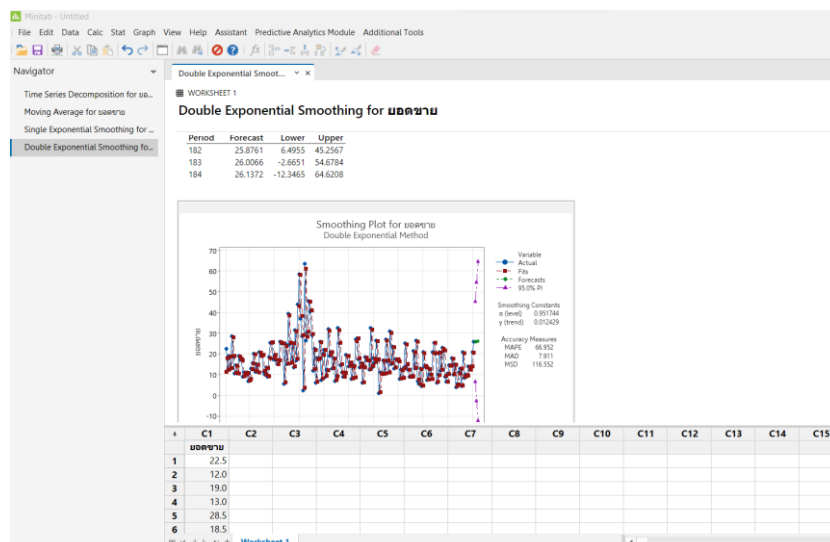 Minitab - Untitled
File Edit Data Calc Stat Graph View Help Assistant Predictive Analytics Module Additional Tools
Navigator
Time Series Decomposition for ยอ...
Moving Average for ยอดขาย
Single Exponential Smoothing for ...
Double Exponential Smoothing fo...
Double Exponential Smoot...
WORKSHEET 1
Double Exponential Smoothing for ยอดขาย
Period Forecast Lower Upper
182 25.8761 6.4955 45.2567
183 26.0066 -2.6651 54.6784
184 26.1372 -12.3465 64.6208
Smoothing Plot for ยอดขาย
Double Exponential Method
70
60
50
40
30
20
10
0
-10
ยอดขาย
Variable
Actual
Fits
Forecasts
95.0% PI
Smoothing Constants
α (level) 0.951744
γ (trend) 0.012429
Accuracy Measures
MAPE 66.952
MAD 7.911
MSD 116.552
C1 C2 C3 C4 C5 C6 C7 C8 C9 C10 C11 C12 C13 C14 C15
ยอดขาย
1 22.5
2 12.0
3 19.0
4 13.0
5 28.5
6 18.5
Worksheet 1